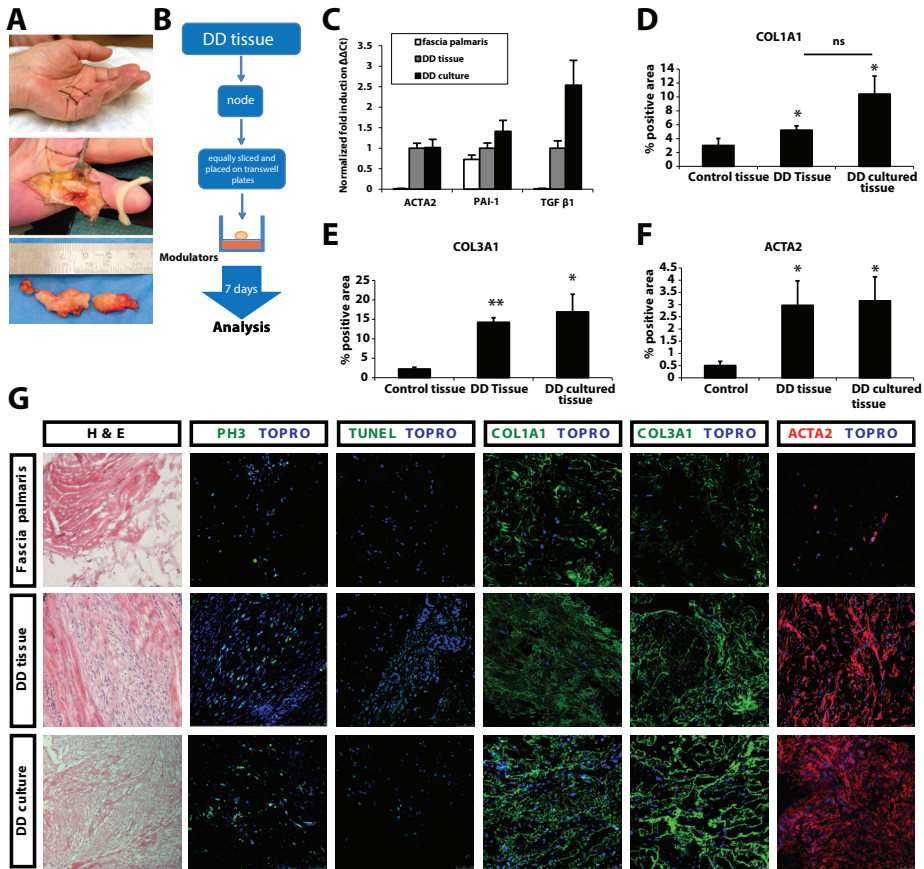 A
B
DD tissue
node
equally sliced and
placed on transwell
plates
Modulators
7 days
Analysis
C
Normalized fold induction ΔΔCt)
3.5
3
2.5
2
1.5
1
0.5
0
fascia palmaris
DD tissue
DD culture
ACTA2
PAI-1
TGF β1
D
COL1A1
ns
*
*
% positive area
16
14
12
10
8
6
4
2
0
Control tissue
DD Tissue
DD cultured
tissue
E
COL3A1
**
*
% positive area
25
20
15
10
5
0
Control tissue
DD Tissue
DD cultured
tissue
F
ACTA2
*
*
% positive area
4.5
4
3.5
3
2.5
2
1.5
1
0.5
0
Control
DD tissue
DD cultured
tissue
G
H & E
PH3 TOPRO
TUNEL TOPRO
COL1A1 TOPRO
COL3A1 TOPRO
ACTA2 TOPRO
Fascia palmaris
DD tissue
DD culture